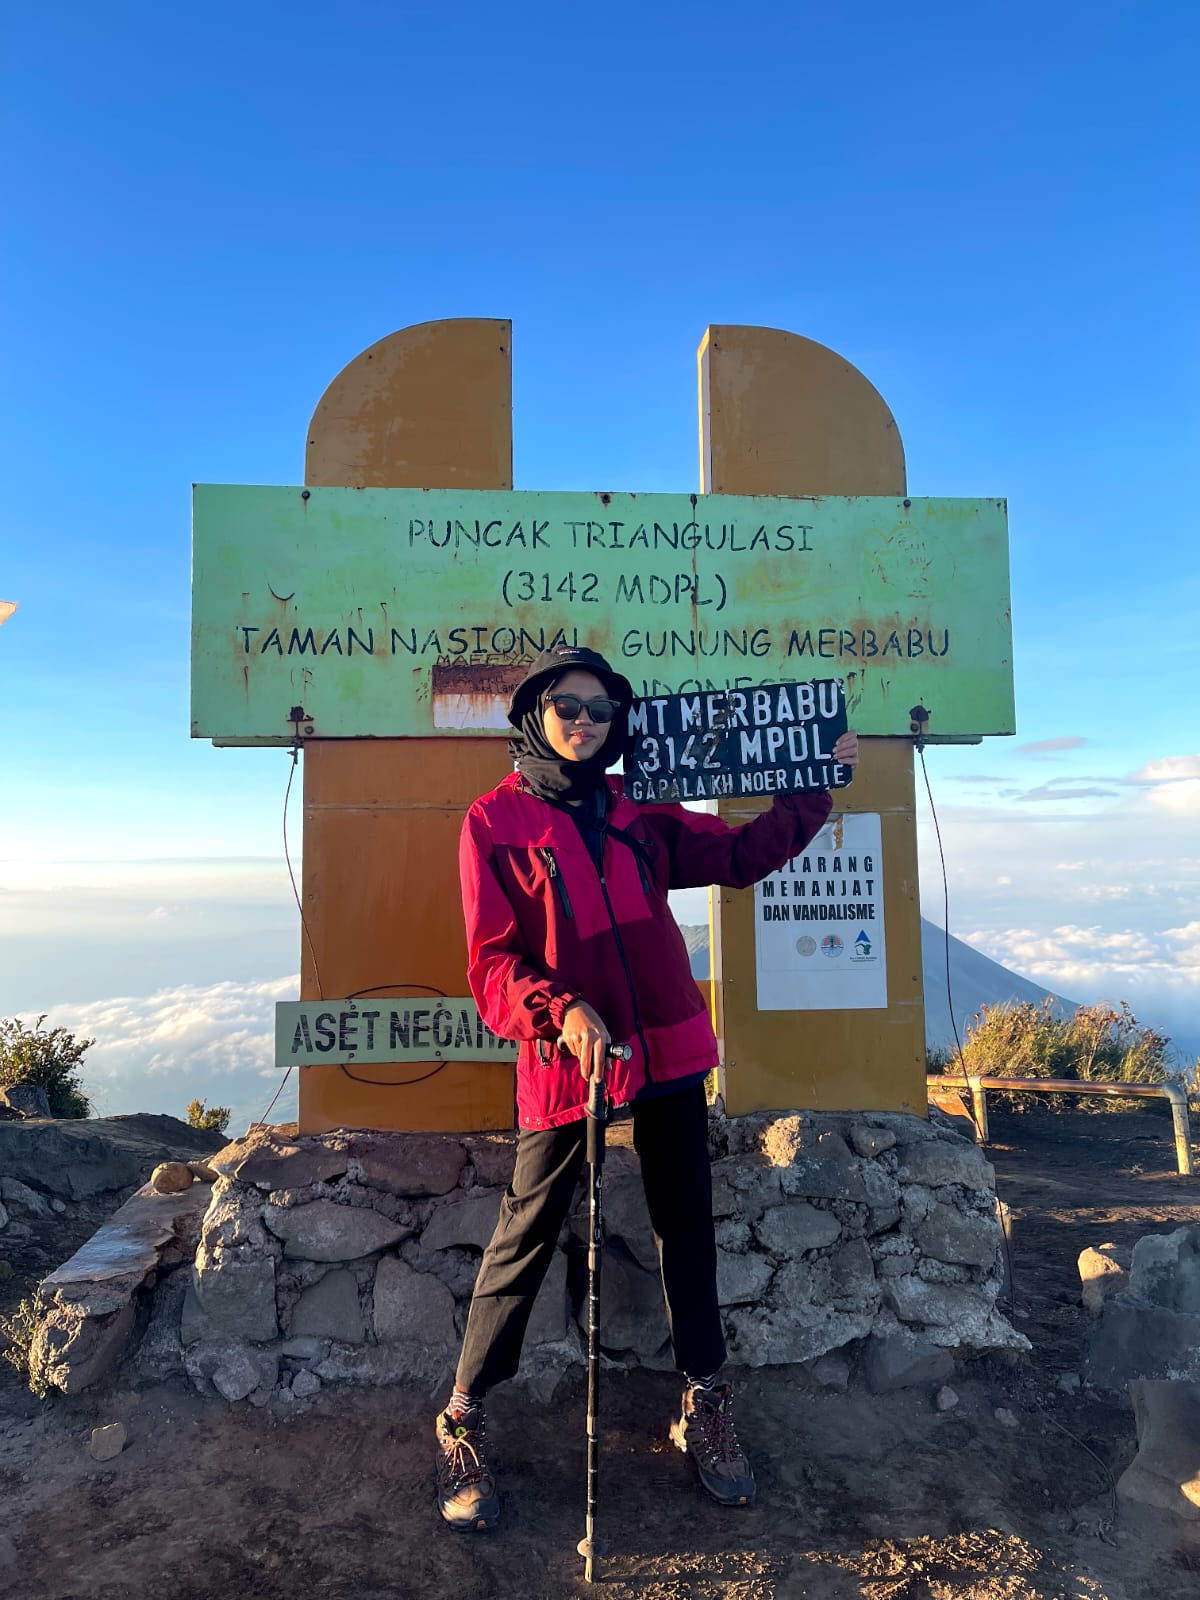 PUNCAK TRIANGULASI
(3142 MDPL)
TAMAN NASIONAL GUNUNG MERBABU
MT MERBABU
3142 MPDL
GAPALA KH NOER ALIE
MEMANJAT
DAN VANDALISME
ASET NEGARA